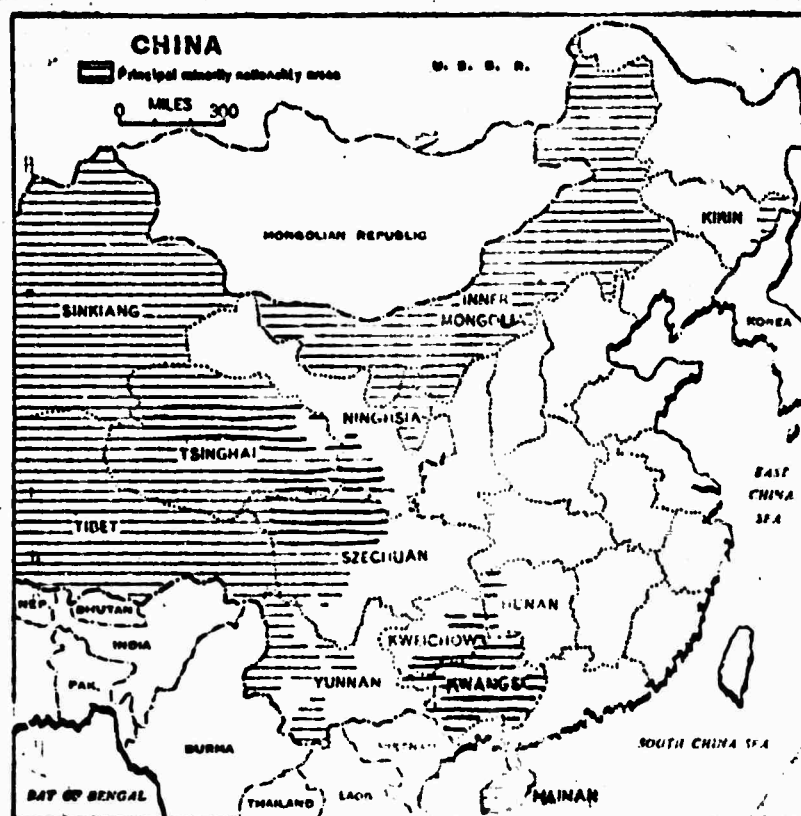 CHINA
Principal minority nationality areas
0 MILES 300
U. S. S. R.
MONGOLIAN REPUBLIC
KIRIN
SINKIANG
INNER
MONGOLIA
KOREA
NINGHSIA
TSINGHAI
EAST
CHINA
SEA
TIBET
SZECHUAN
NEP.
BHUTAN
HUNAN
INDIA
KWEICHOW
PAK.
YUNNAN
KWANGSI
BURMA
VIETNAM
SOUTH CHINA SEA
BAY OF BENGAL
THAILAND
LAOS
HAINAN